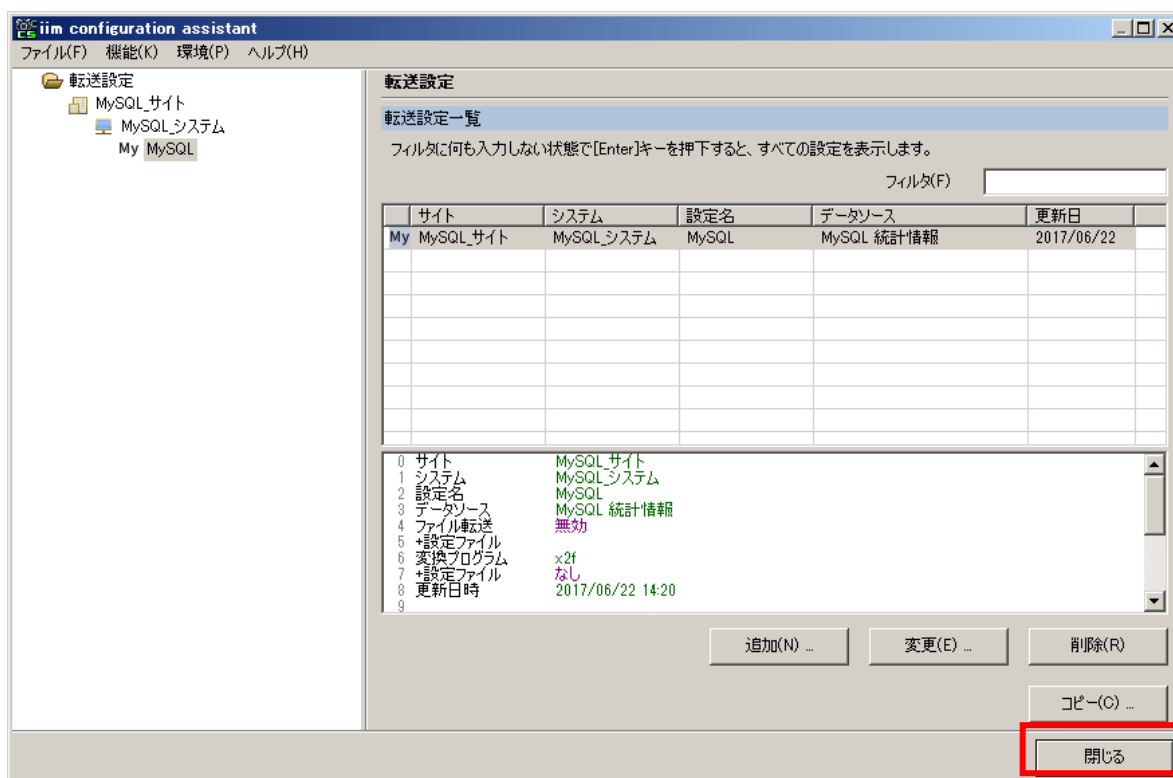 iim configuration assistant
ファイル(F) 機能(K) 環境(P) ヘルプ(H)
転送設定
MySQL_サイト
MySQL_システム
My MySQL
転送設定
転送設定一覧
フィルタに何も入力しない状態で[Enter]キーを押下すると、すべての設定を表示します。
フィルタ(F)
サイト システム 設定名 データソース 更新日
My MySQL_サイト MySQL_システム MySQL MySQL 統計情報 2017/06/22
0 サイト MySQL_サイト
1 システム MySQL_システム
2 設定名 MySQL
3 データソース MySQL 統計情報
4 ファイル転送 無効
5 +設定ファイル
6 変換プログラム x2f
7 +設定ファイル なし
8 更新日時 2017/06/22 14:20
9
追加(N) ... 変更(E) ... 削除(R)
コピー(C) ...
閉じる